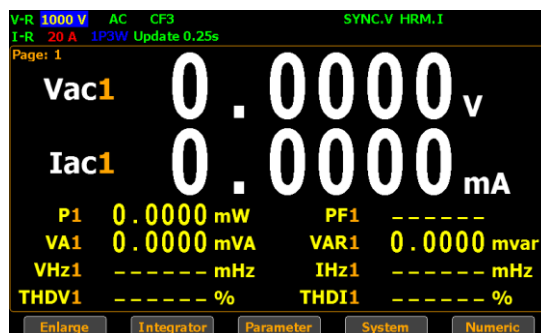 V-R 1000 V AC CF3 SYNC.V HRM.I
I-R 20 A 1P3W Update 0.25s
Page: 1
Vac1 0.0000 V
Iac1 0.0000 mA
P1 0.0000 mW PF1 ------
VA1 0.0000 mVA VAR1 0.0000 mvar
VHz1 ------ mHz IHz1 ------ mHz
THDV1 ------ % THDI1 ------ %
Enlarge Integrator Parameter System Numeric